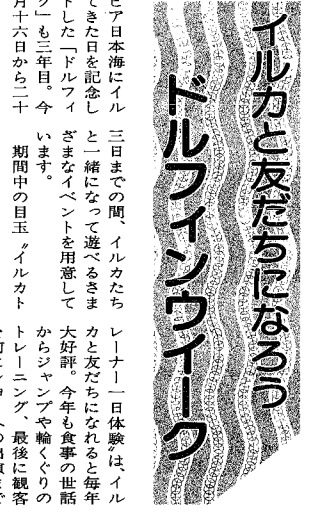 イルカと友だちになろう
ドルフィンウイーク
ピア日本海にイル
てきた日を記念し
トした「ドルフィ
ク」も三年目。今
月十六日から二十
三日までの間、イルカたち
と一緒になって遊べるさま
ざまなイベントを用意して
います。
期間中の目玉〝イルカト
レーナー一日体験〟は、イル
カと友だちになれると毎年
大好評。今年も食事の世話
からジャンプや輪くぐりの
トレーニング、最後に観客